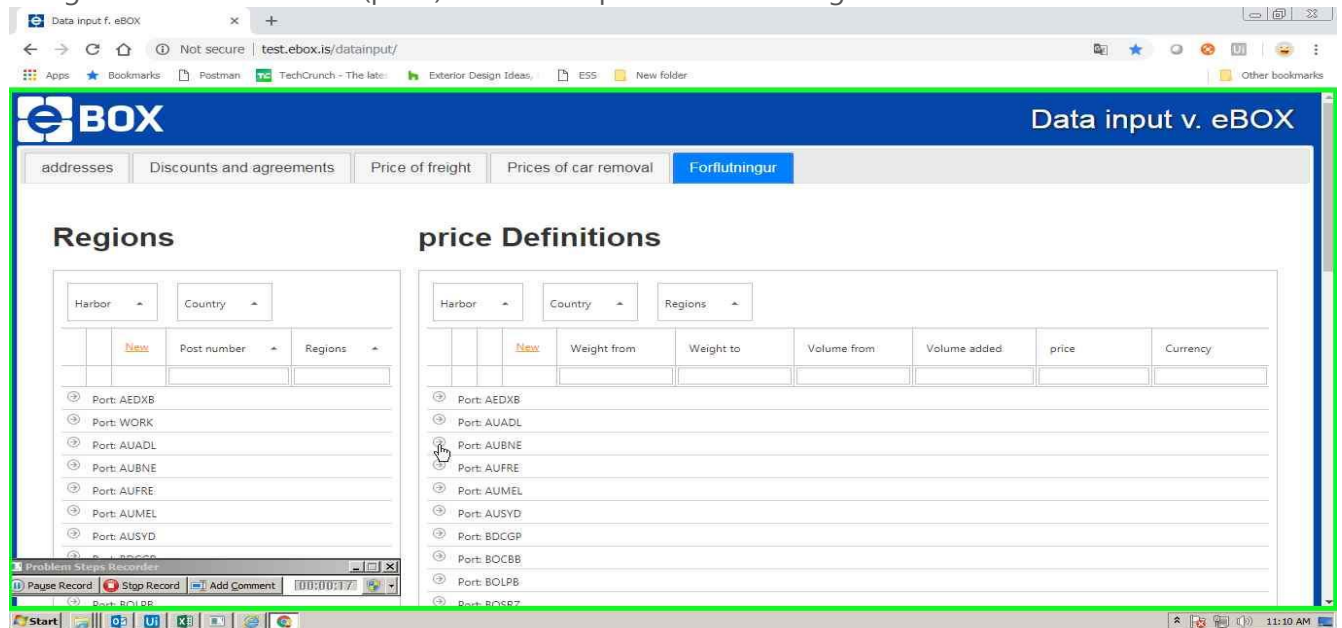 Data input f. eBOX
Not secure | test.ebox.is/datainput/
Apps Bookmarks Postman TechCrunch - The late Exterior Design Ideas, ESS New folder Other bookmarks
e BOX Data input v. eBOX
addresses Discounts and agreements Price of freight Prices of car removal Forflutningur
Regions price Definitions
Harbor Country Harbor Country Regions
New Post number Regions New Weight from Weight to Volume from Volume added price Currency
Port: AEDXB Port: AEDXB
Port: WORK Port: AUADL
Port: AUADL Port: AUBNE
Port: AUBNE Port: AUFRE
Port: AUFRE Port: AUMEL
Port: AUMEL Port: AUSYD
Port: AUSYD Port: BDCGP
Port: BOCBB
Problem Steps Recorder
Pause Record Stop Record Add Comment 00:00:17 Port: BOLPB
Port: BOLPB Port: BOSRZ
Start 11:10 AM